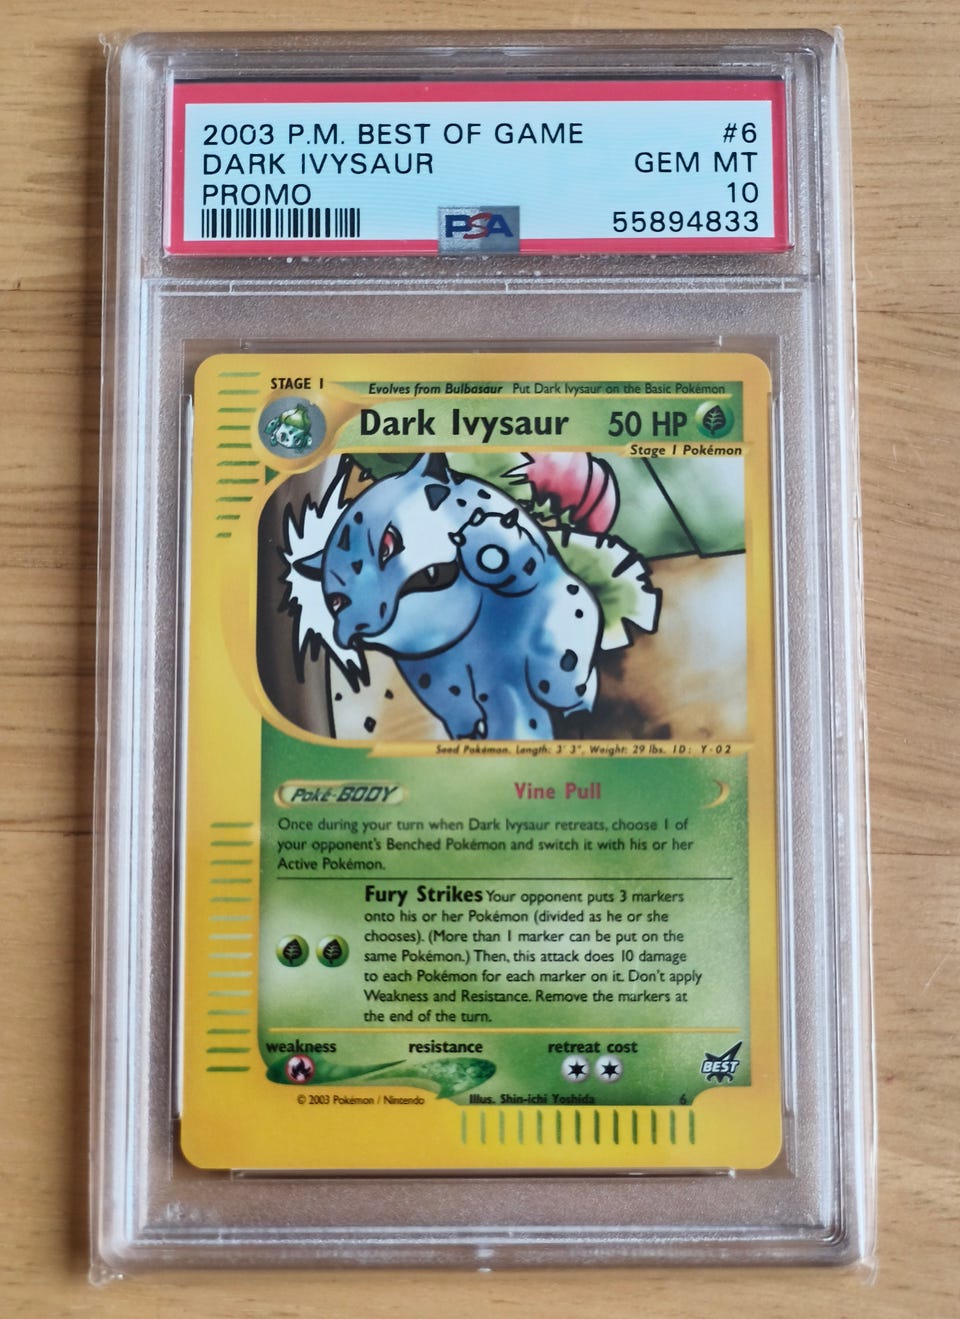 2003 P.M. BEST OF GAME #6
DARK IVYSAUR GEM MT
PROMO 10
PSA 55894833
STAGE 1 Evolves from Bulbasaur Put Dark Ivysaur on the Basic Pokémon
Dark Ivysaur 50 HP
Stage 1 Pokémon
Seed Pokémon. Length: 3' 3", Weight: 29 lbs. ID: Y-02
Poké-BODY Vine Pull
Once during your turn when Dark Ivysaur retreats, choose 1 of
your opponent's Benched Pokémon and switch it with his or her
Active Pokémon.
Fury Strikes Your opponent puts 3 markers
onto his or her Pokémon (divided as he or she
chooses). (More than 1 marker can be put on the
same Pokémon.) Then, this attack does 10 damage
to each Pokémon for each marker on it. Don't apply
Weakness and Resistance. Remove the markers at
the end of the turn.
weakness resistance retreat cost
BEST
© 2003 Pokémon / Nintendo Illus. Shin-ichi Yoshida 6